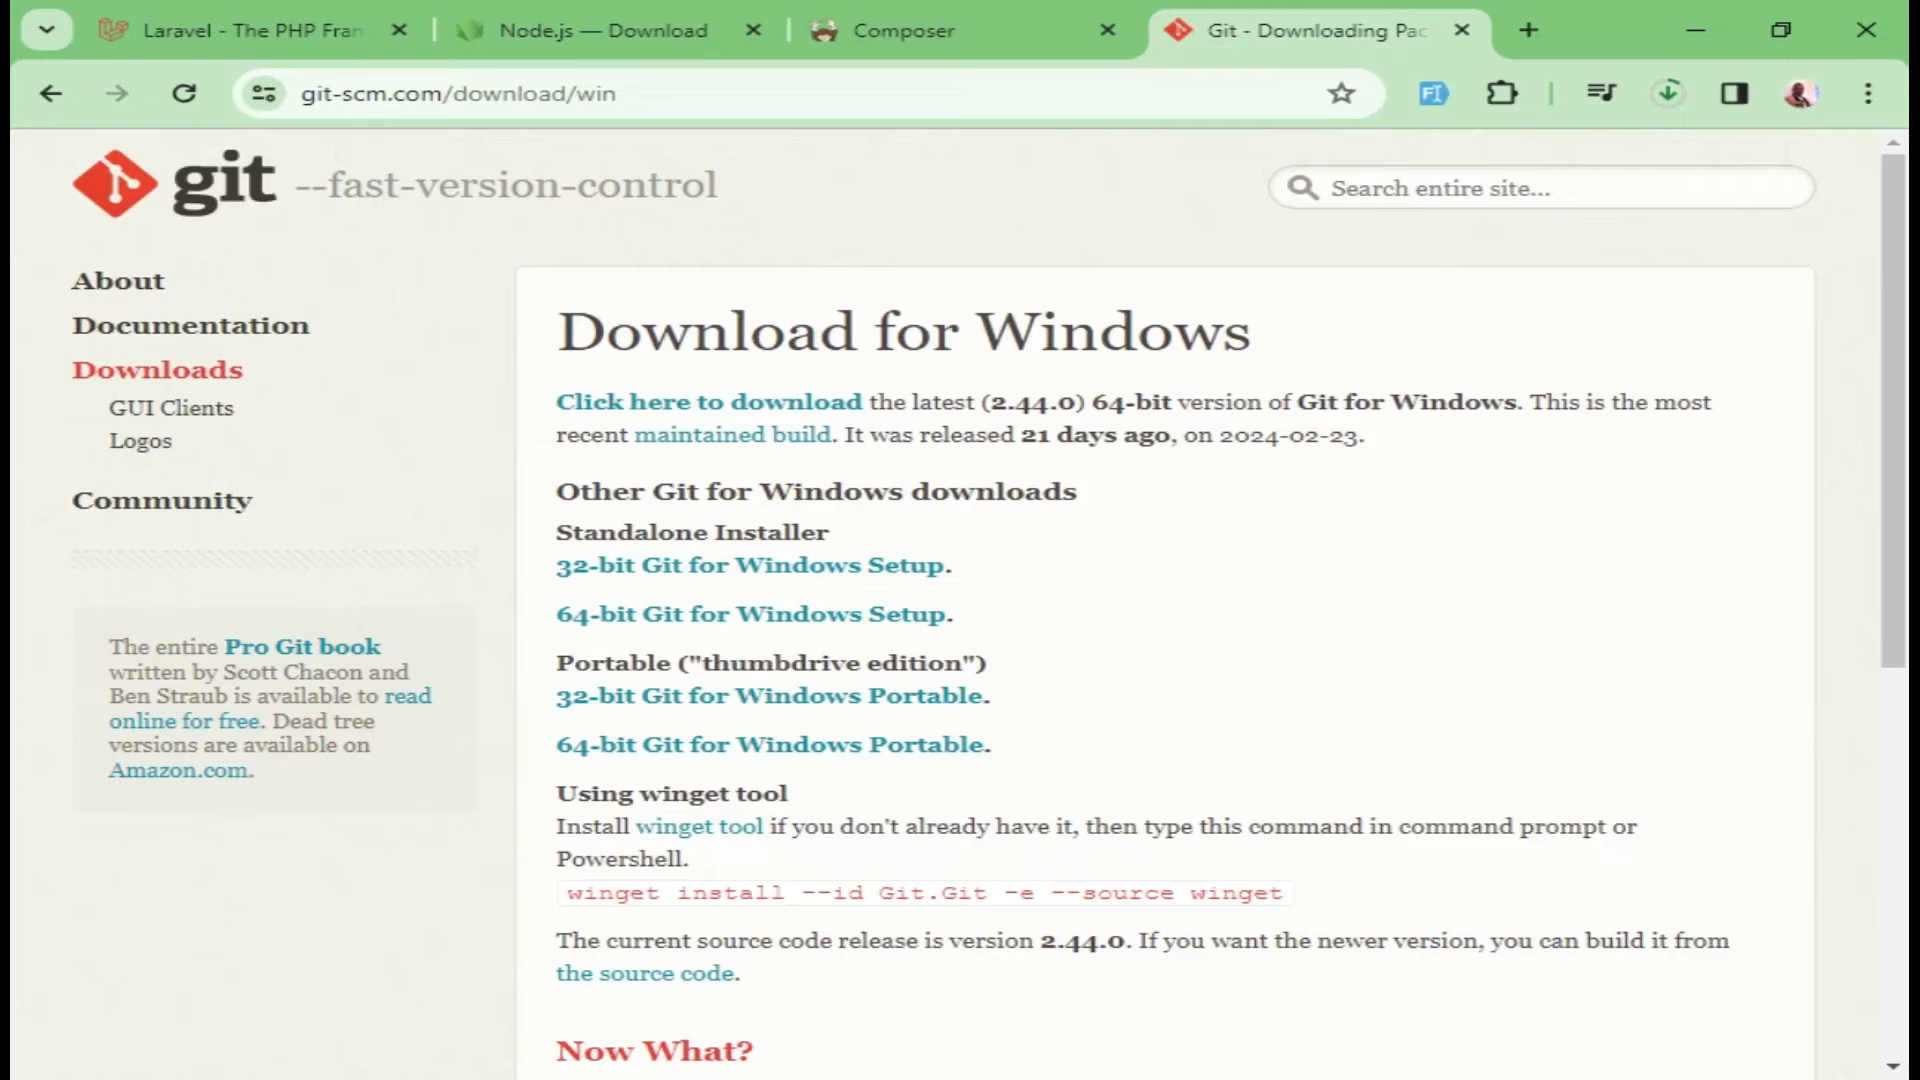 Laravel - The PHP Fran
Node.js — Download
Composer
Git - Downloading Pac
git-scm.com/download/win
git --fast-version-control
Search entire site...
About
Documentation
Downloads
GUI Clients
Logos
Community
The entire Pro Git book
written by Scott Chacon and
Ben Straub is available to read
online for free. Dead tree
versions are available on
Amazon.com.
Download for Windows
Click here to download the latest (2.44.0) 64-bit version of Git for Windows. This is the most
recent maintained build. It was released 21 days ago, on 2024-02-23.
Other Git for Windows downloads
Standalone Installer
32-bit Git for Windows Setup.
64-bit Git for Windows Setup.
Portable ("thumbdrive edition")
32-bit Git for Windows Portable.
64-bit Git for Windows Portable.
Using winget tool
Install winget tool if you don't already have it, then type this command in command prompt or
Powershell.
winget install --id Git.Git -e --source winget
The current source code release is version 2.44.0. If you want the newer version, you can build it from
the source code.
Now What?